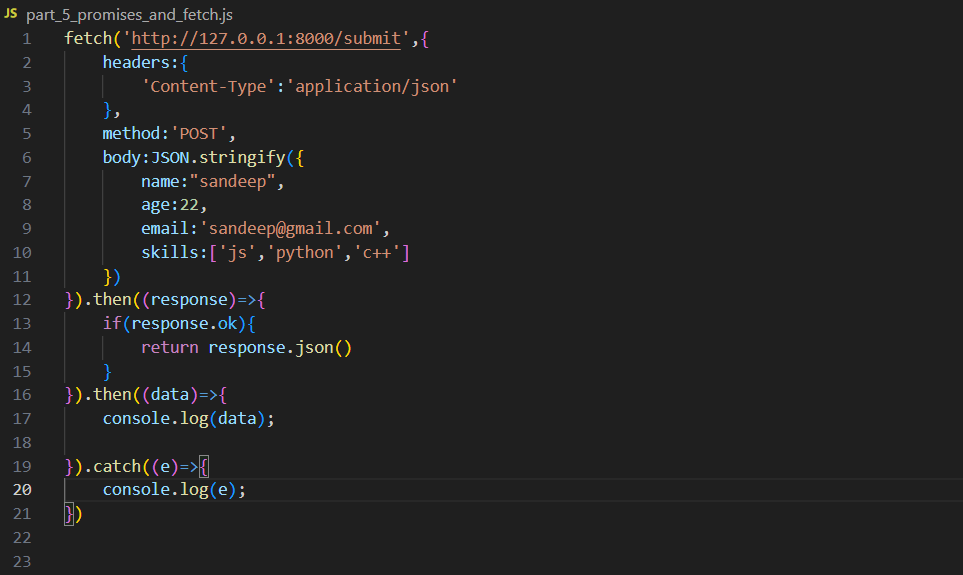 JS part_5_promises_and_fetch.js
1 fetch('http://127.0.0.1:8000/submit',{
2     headers:{
3         'Content-Type':'application/json'
4     },
5     method:'POST',
6     body:JSON.stringify({
7         name:"sandeep",
8         age:22,
9         email:'sandeep@gmail.com',
10         skills:['js','python','c++']
11     })
12 }).then((response)=>{
13     if(response.ok){
14         return response.json()
15     }
16 }).then((data)=>{
17     console.log(data);
18
19 }).catch((e)=>{
20     console.log(e);
21 })
22
23